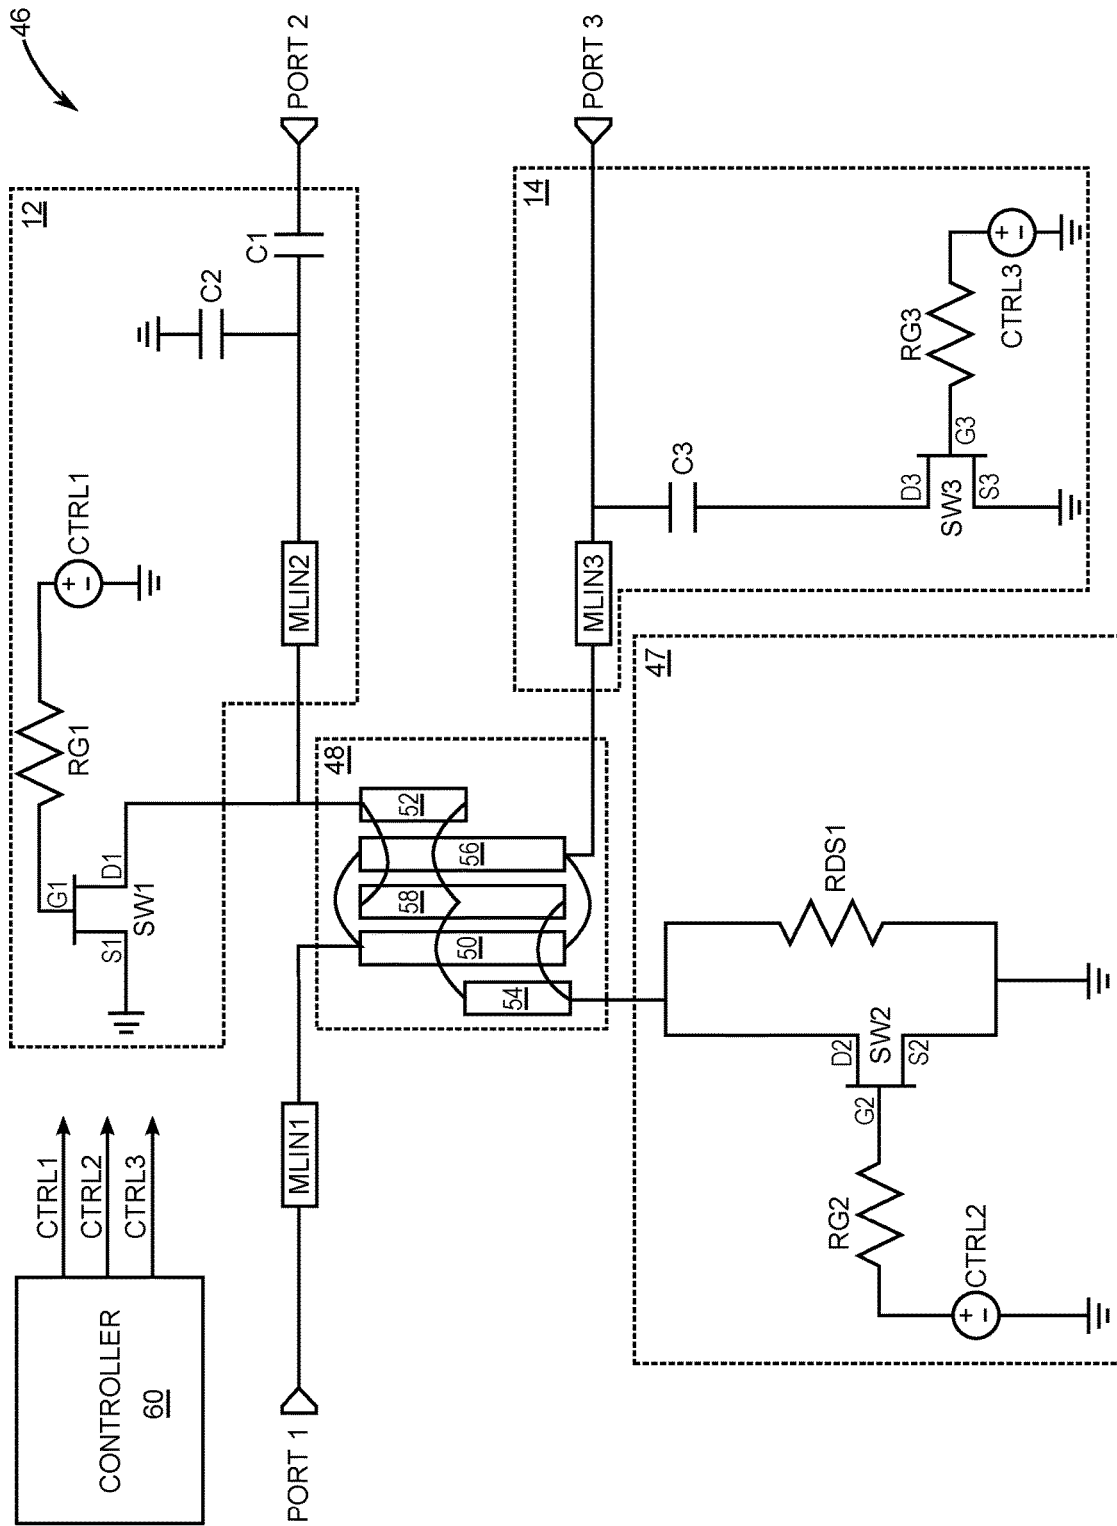 46
CONTROLLER
60
CTRL1
CTRL2
CTRL3
12
RG1
CTRL1
+
-
G1
S1
D1
SW1
C2
C1
PORT 1
MLIN1
MLIN2
PORT 2
48
52
56
58
50
54
14
MLIN3
PORT 3
C3
D3
G3
SW3
S3
RG3
CTRL3
+
-
47
RDS1
D2
SW2
S2
G2
RG2
CTRL2
+
-